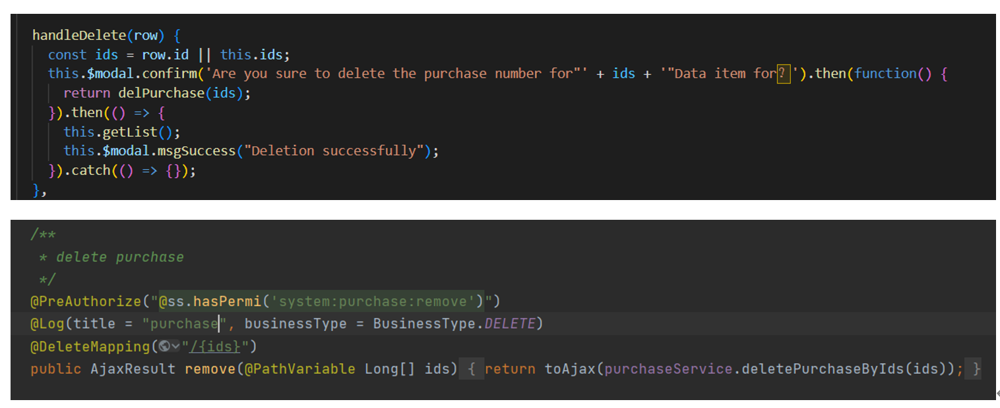 handleDelete(row) {
const ids = row.id || this.ids;
this.$modal.confirm('Are you sure to delete the purchase number for"' + ids + '"Data item for？').then(function() {
return delPurchase(ids);
}).then(() => {
this.getList();
this.$modal.msgSuccess("Deletion successfully");
}).catch(() => {});
},
/**
* delete purchase
*/
@PreAuthorize("@ss.hasPermi('system:purchase:remove')")
@Log(title = "purchase", businessType = BusinessType.DELETE)
@DeleteMapping("/{ids}")
public AjaxResult remove(@PathVariable Long[] ids) { return toAjax(purchaseService.deletePurchaseByIds(ids)); }